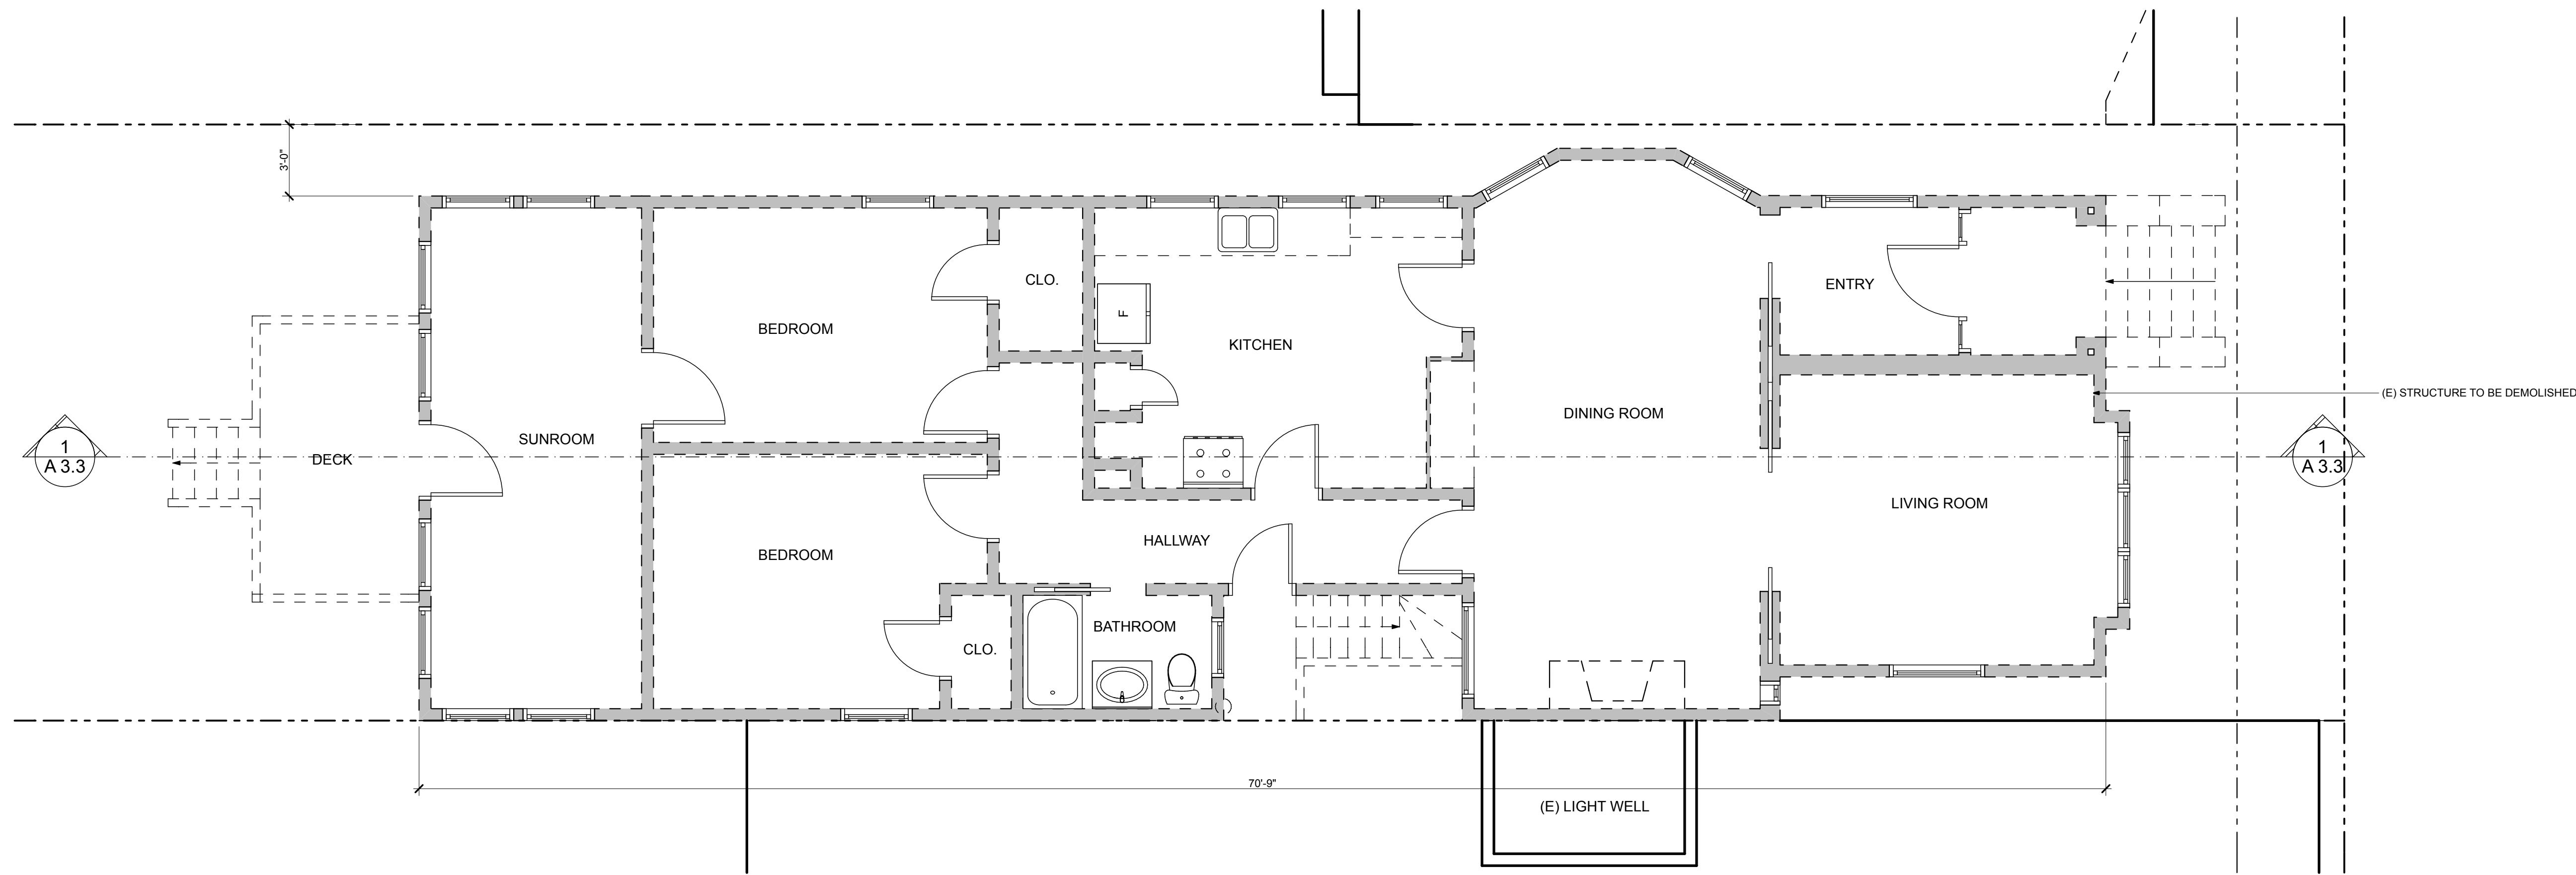 3'-0"
CLO.
ENTRY
F
BEDROOM
KITCHEN
(E) STRUCTURE TO BE DEMOLISHED
DINING ROOM
SUNROOM
1
A 3.3
DECK
1
A 3.3
LIVING ROOM
HALLWAY
BEDROOM
BATHROOM
CLO.
70'-9"
(E) LIGHT WELL